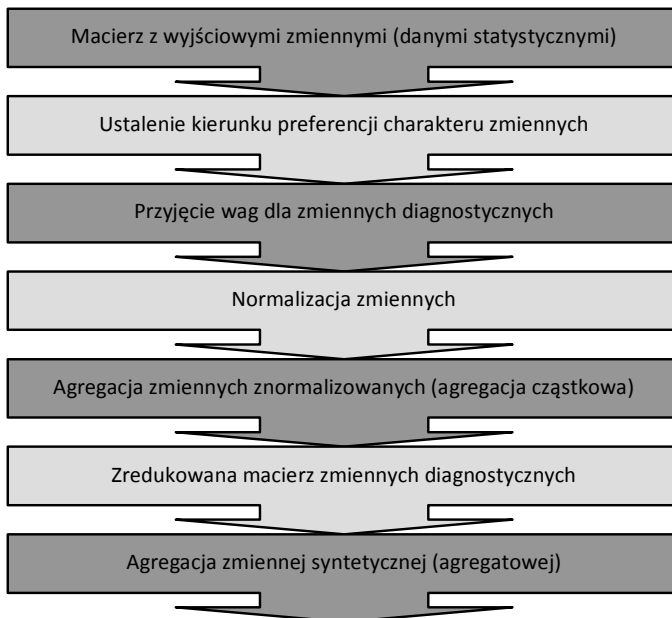 Macierz z wyjściowymi zmiennymi (danymi statystycznymi)
Ustalenie kierunku preferencji charakteru zmiennych
Przyjęcie wag dla zmiennych diagnostycznych
Normalizacja zmiennych
Agregacja zmiennych znormalizowanych (agregacja cząstkowa)
Zredukowana macierz zmiennych diagnostycznych
Agregacja zmiennej syntetycznej (agregatowej)